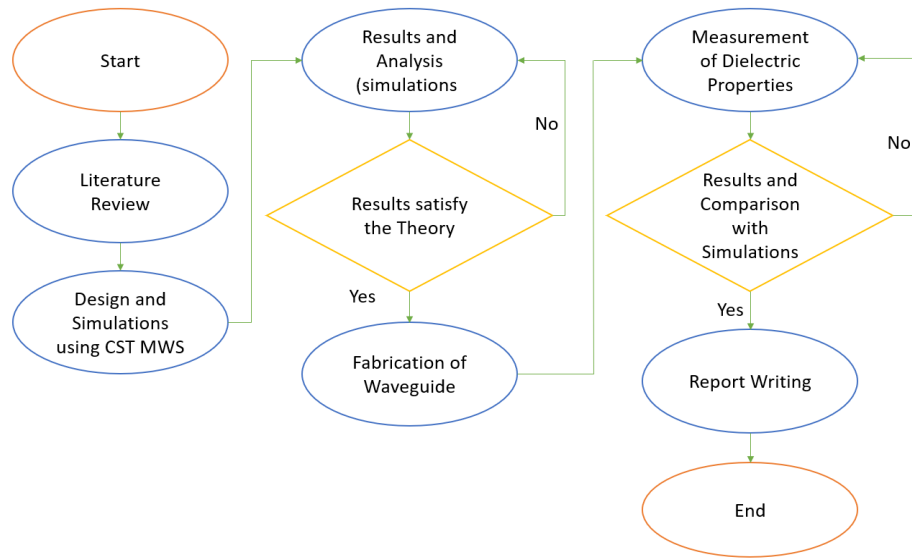 Start
Literature
Review
Design and
Simulations
using CST MWS
Results and
Analysis
(simulations
No
Results satisfy
the Theory
Yes
Fabrication of
Waveguide
Measurement
of Dielectric
Properties
No
Results and
Comparison
with
Simulations
Yes
Report Writing
End